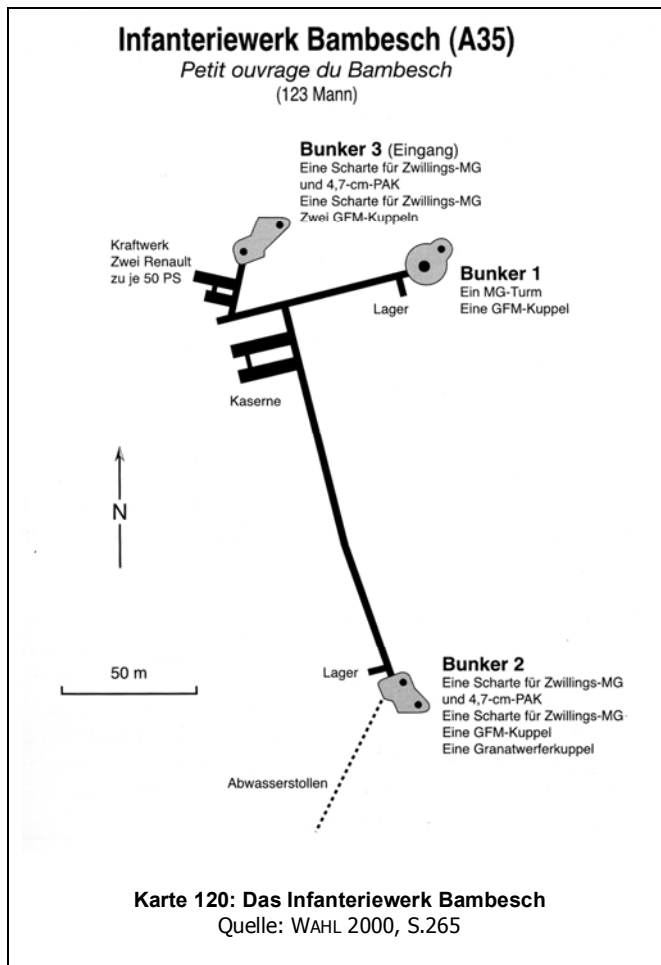 Infanteriewerk Bambesch (A35)
Petit ouvrage du Bambesch
(123 Mann)
Bunker 3 (Eingang)
Eine Scharte für Zwillings-MG
und 4,7-cm-PAK
Eine Scharte für Zwillings-MG
Zwei GFM-Kuppeln
Kraftwerk
Zwei Renault
zu je 50 PS
Bunker 1
Ein MG-Turm
Eine GFM-Kuppel
Lager
Kaserne
N
50 m
Lager
Bunker 2
Eine Scharte für Zwillings-MG
und 4,7-cm-PAK
Eine Scharte für Zwillings-MG
Eine GFM-Kuppel
Eine Granatwerferkuppel
Abwasserstollen
Karte 120: Das Infanteriewerk Bambesch
Quelle: WAHL 2000, S.265